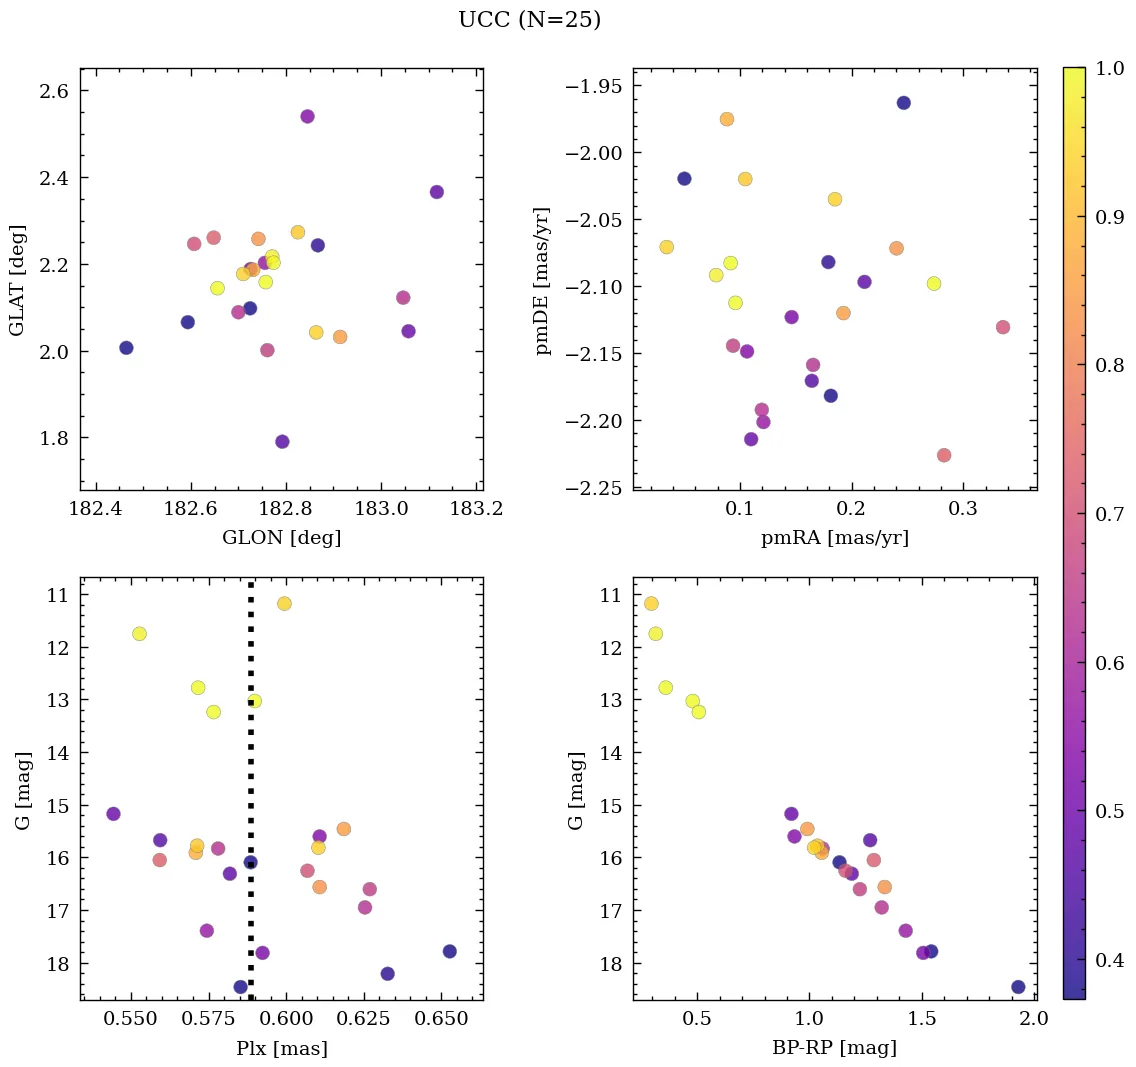 UCC (N=25)
2.6
2.4
2.2
2.0
1.8
GLAT [deg]
182.4 182.6 182.8 183.0 183.2
GLON [deg]
−1.95
−2.00
−2.05
−2.10
−2.15
−2.20
−2.25
pmDE [mas/yr]
0.1 0.2 0.3
pmRA [mas/yr]
11
12
13
14
15
16
17
18
G [mag]
0.550 0.575 0.600 0.625 0.650
Plx [mas]
11
12
13
14
15
16
17
18
G [mag]
0.5 1.0 1.5 2.0
BP-RP [mag]
1.0
0.9
0.8
0.7
0.6
0.5
0.4